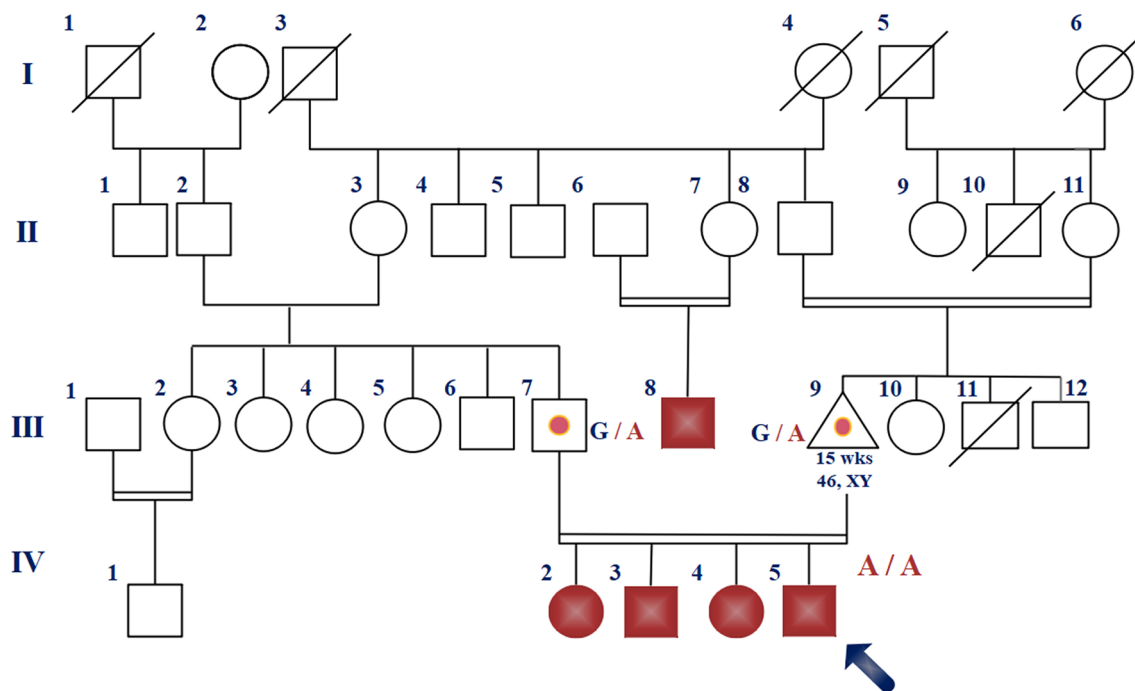 1 2 3 4 5 6
I
1 2 3 4 5 6 7 8 9 10 11
II
1 2 3 4 5 6 7 8 9 10 11 12
III
G / A G / A
15 wks
46, XY
IV
1 2 3 4 5 A / A